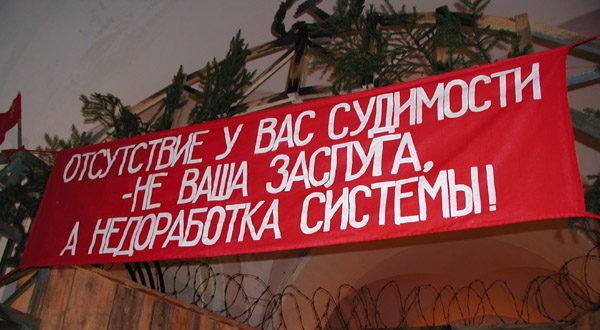 ОТСУТСТВИЕ У ВАС СУДИМОСТИ
-НЕ ВАША ЗАСЛУГА,
А НЕДОРАБОТКА СИСТЕМЫ!